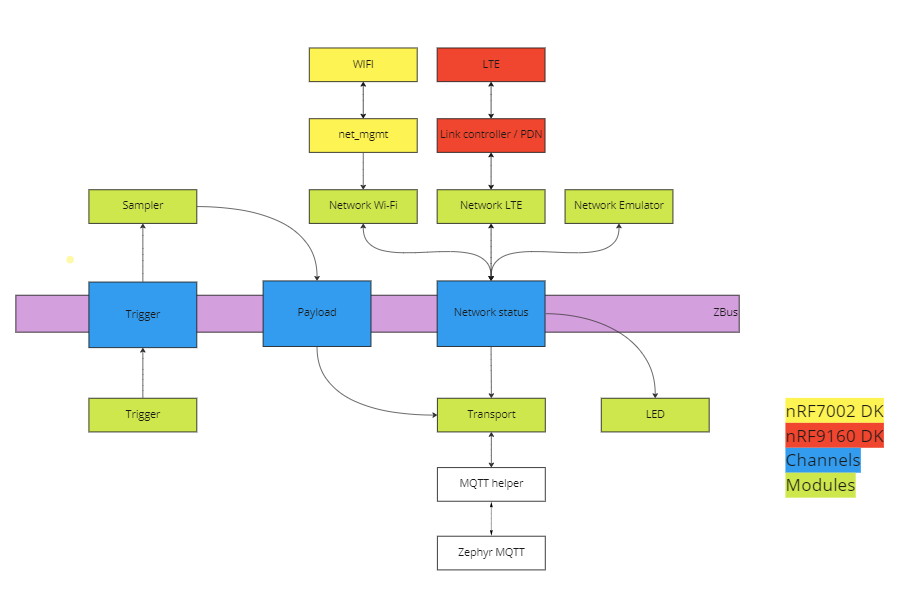 WIFI
LTE
net_mgmt
Link controller / PDN
Sampler
Network Wi-Fi
Network LTE
Network Emulator
Trigger
Payload
Network status
ZBus
Trigger
Transport
LED
nRF7002 DK
nRF9160 DK
Channels
Modules
MQTT helper
Zephyr MQTT